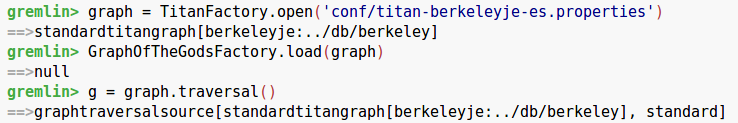 gremlin> graph = TitanFactory.open('conf/titan-berkeleyje-es.properties')
==>standardtitangraph[berkeleyje:../db/berkeley]
gremlin> GraphOfTheGodsFactory.load(graph)
==>null
gremlin> g = graph.traversal()
==>graphtraversalsource[standardtitangraph[berkeleyje:../db/berkeley], standard]